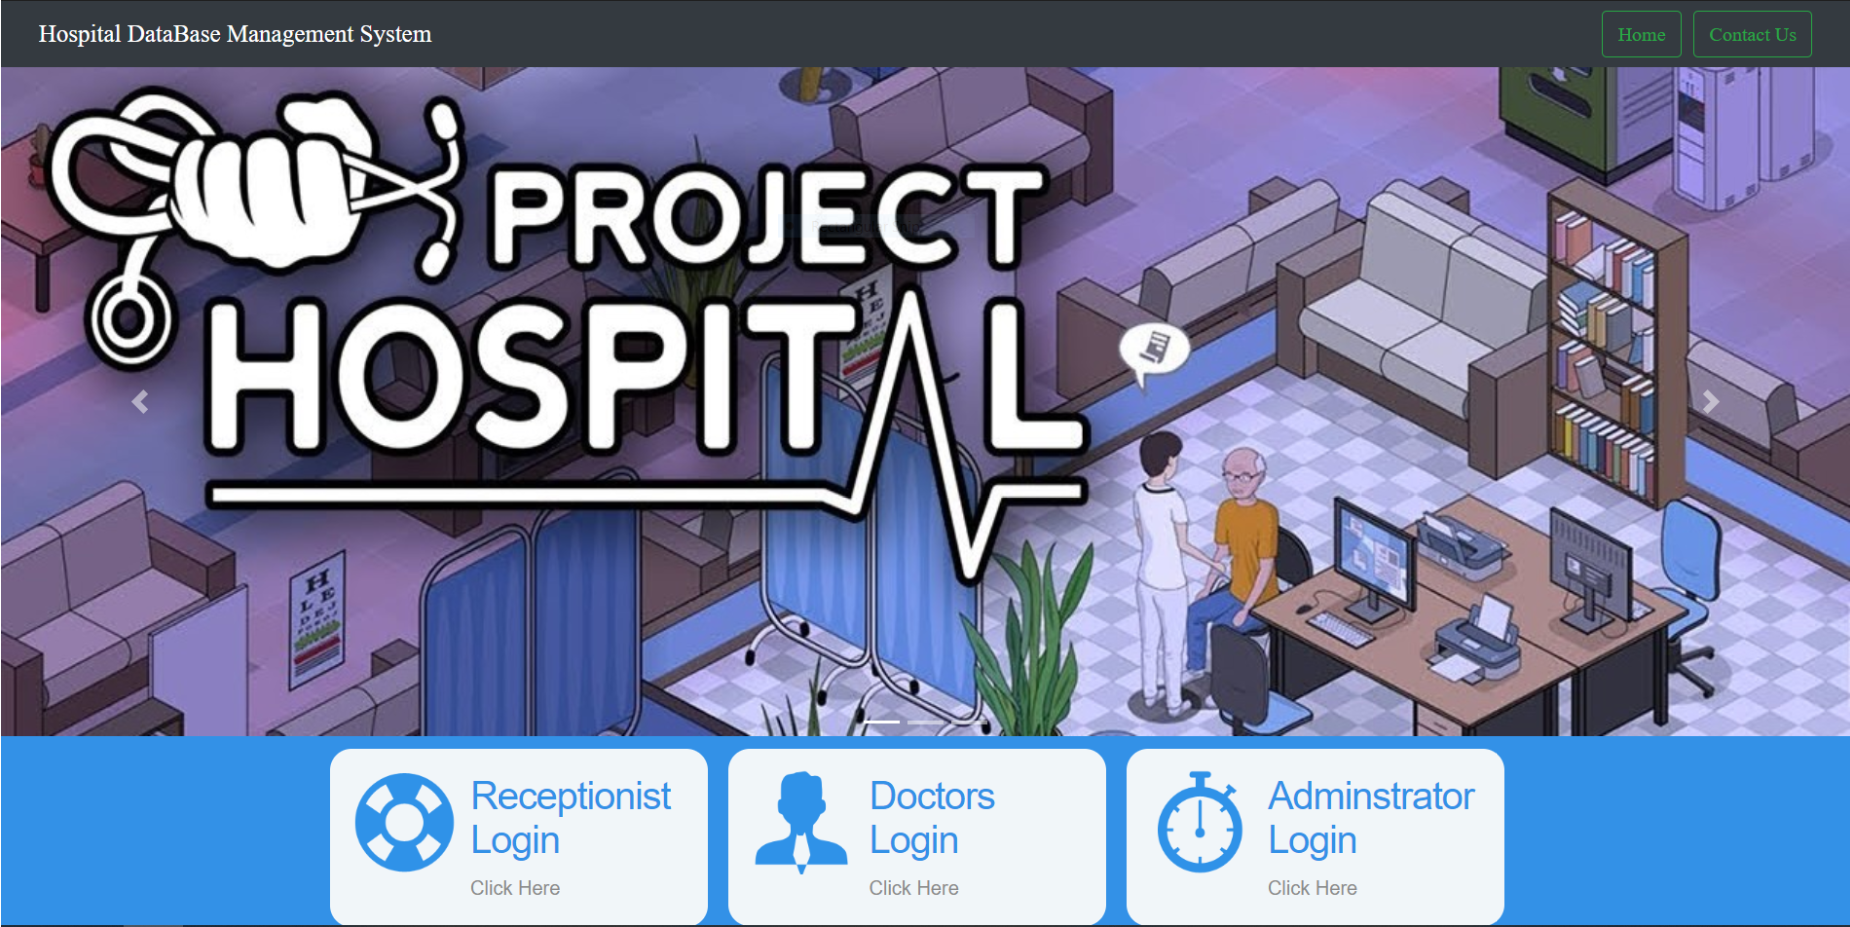 Hospital DataBase Management System
Home
Contact Us
PROJECT
HOSPITAL
Receptionist
Login
Click Here
Doctors
Login
Click Here
Adminstrator
Login
Click Here